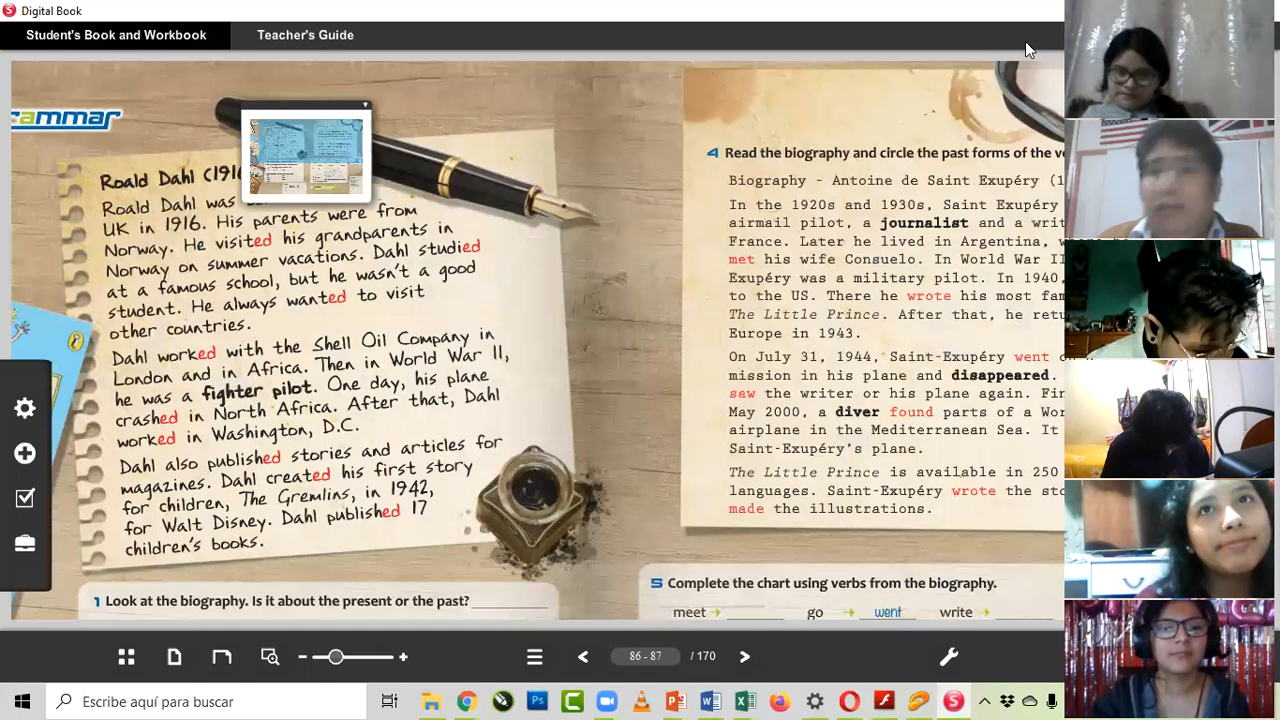 Digital Book
Student's Book and Workbook
Teacher's Guide
ammar
Roald Dahl (191
Roald Dahl was
UK in 1916. His parents were from
Norway. He visited his grandparents in
Norway on summer vacations. Dahl studied
at a famous school, but he wasn't a good
student. He always wanted to visit
other countries.
Dahl worked with the Shell Oil Company in
London and in Africa. Then in World War II,
he was a fighter pilot. One day, his plane
crashed in North Africa. After that, Dahl
worked in Washington, D.C.
Dahl also published stories and articles for
magazines. Dahl created his first story
for children, The Gremlins, in 1942,
for Walt Disney. Dahl published 17
children's books.
1 Look at the biography. Is it about the present or the past?
4 Read the biography and circle the past forms of the ve
Biography - Antoine de Saint Exupéry (1
In the 1920s and 1930s, Saint Exupéry
airmail pilot, a journalist and a writ
France. Later he lived in Argentina, w
met his wife Consuelo. In World War II
Exupéry was a military pilot. In 1940,
to the US. There he wrote his most fam
The Little Prince. After that, he retu
Europe in 1943.
On July 31, 1944, Saint-Exupéry went on
mission in his plane and disappeared.
saw the writer or his plane again. Fin
May 2000, a diver found parts of a Wor
airplane in the Mediterranean Sea. It
Saint-Exupéry's plane.
The Little Prince is available in 250
languages. Saint-Exupéry wrote the sto
made the illustrations.
5 Complete the chart using verbs from the biography.
meet → go → went write →
86 - 87 / 170
Escribe aquí para buscar